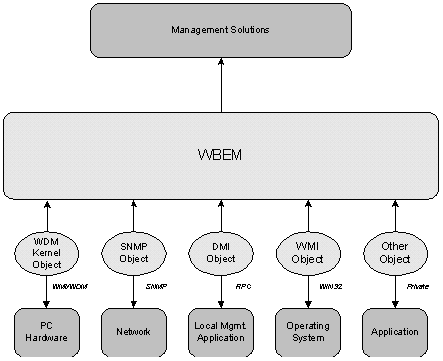 Management Solutions
WBEM
WDM
Kernel
Object
SNMP
Object
DMI
Object
WMI
Object
Other
Object
WMI/WDM
SNMP
RPC
WIN32
Private
PC
Hardware
Network
Local Mgmt.
Application
Operating
System
Application